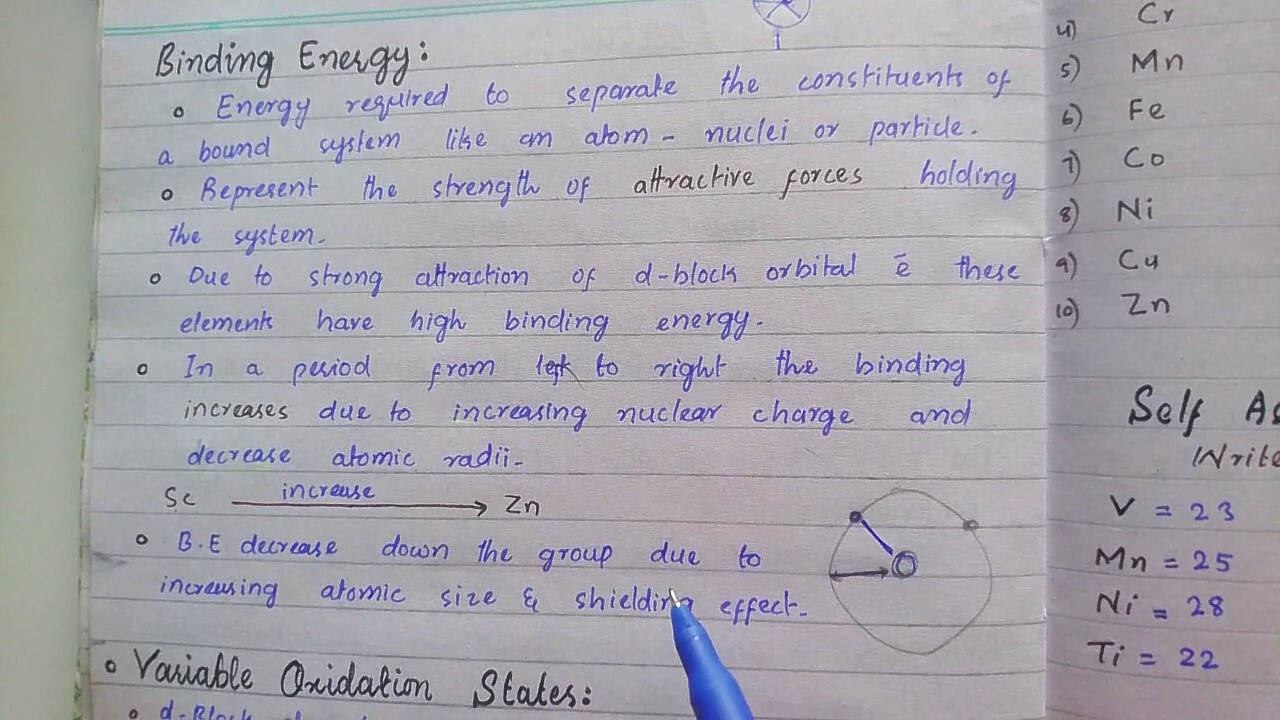 Binding Energy:
o Energy required to separate the constituents of
a bound system like an atom - nuclei or particle.
o Represent the strength of attractive forces holding
the system.
o Due to strong attraction of d-block orbital ē these
element have high binding energy.
o In a period from left to right the binding
increases due to increasing nuclear charge and
decrease atomic radii.
Sc increase Zn
o B.E decrease down the group due to
increasing atomic size & shielding effect.
o Variable Oxidation States:
o d-Block
4) Cr
5) Mn
6) Fe
7) Co
8) Ni
9) Cu
10) Zn
Self
Write
V = 23
Mn = 25
Ni = 28
Ti = 22